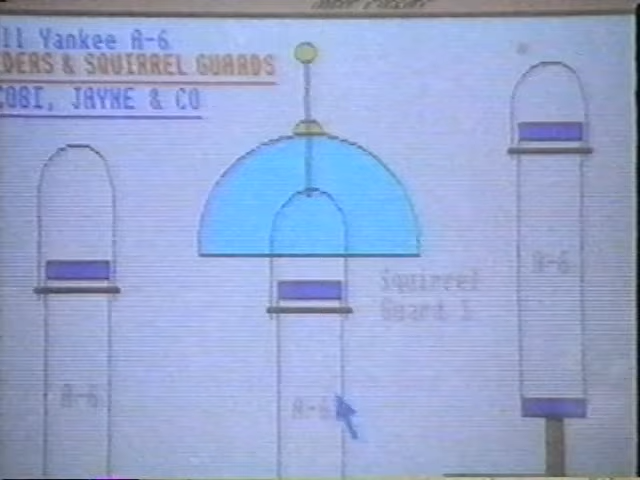 ll Yankee A-6
DERS & SQUIRREL GUARDS
COBI, JAYNE & CO
A-6
Squirrel
Guard 1
A-6
A-6